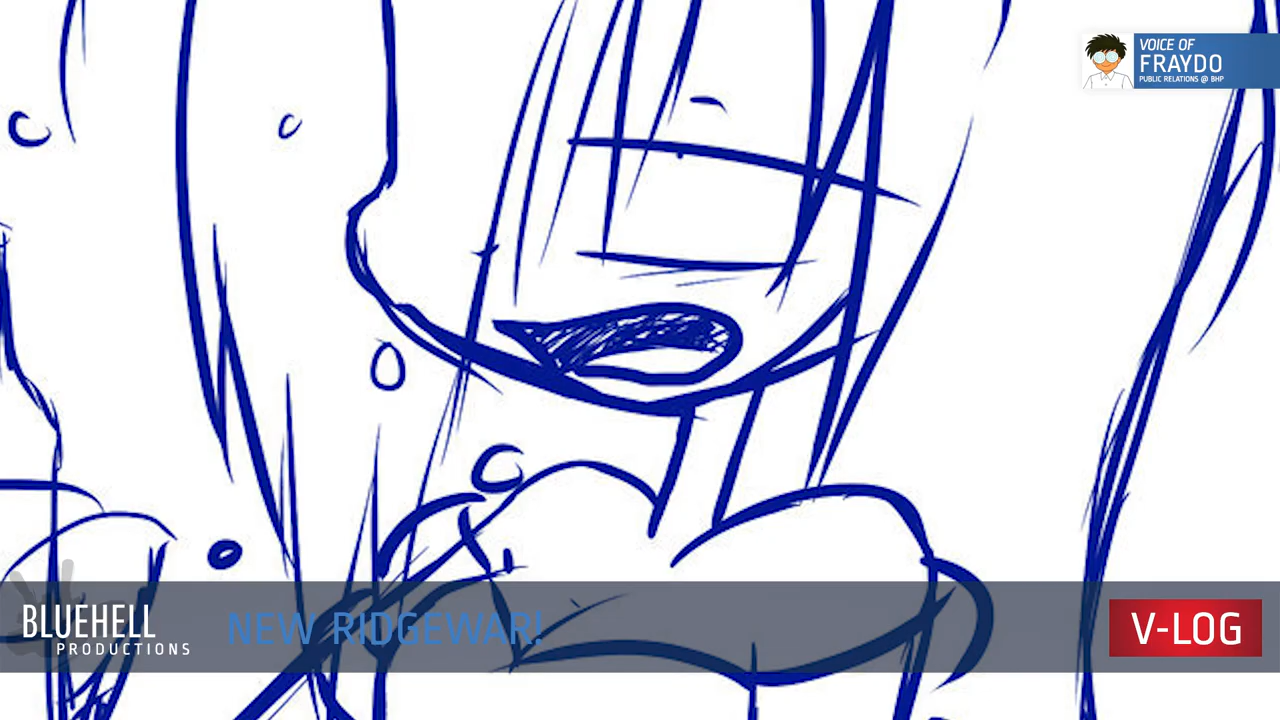 VOICE OF
FRAYDO
PUBLIC RELATIONS @ BHP
BLUEHELL
PRODUCTIONS
NEW RIDGEWAR!
V-LOG